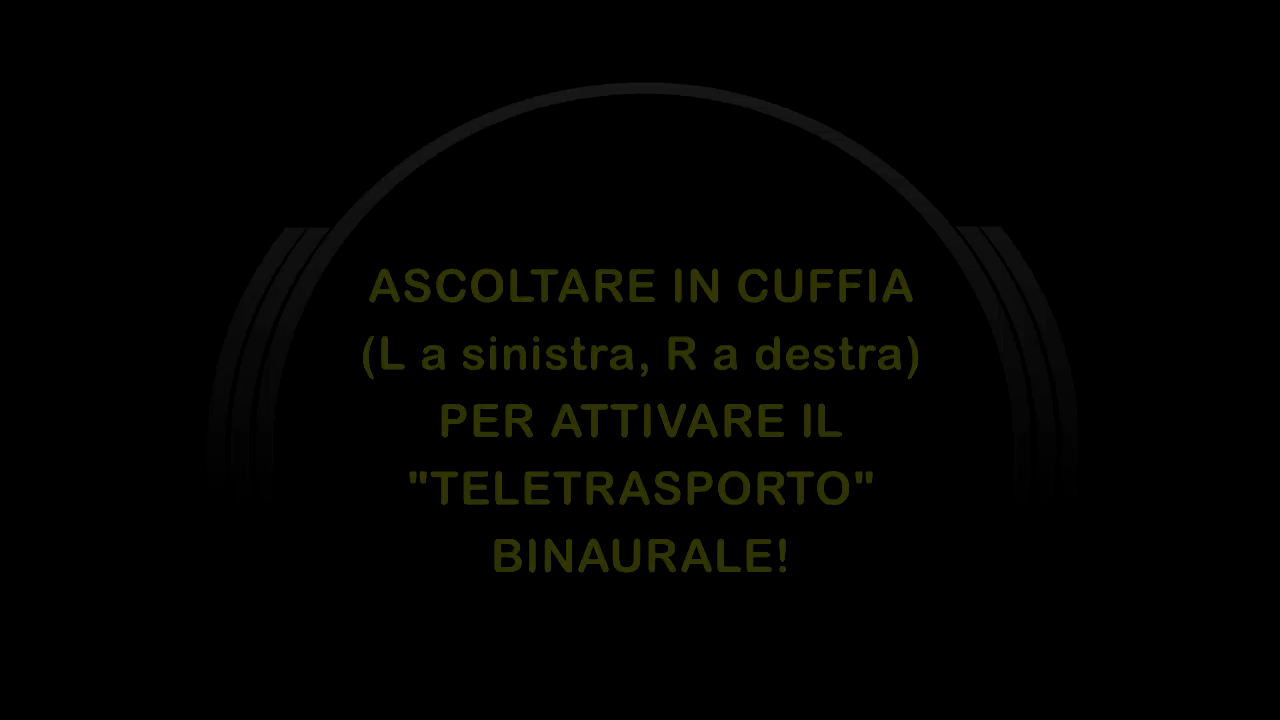 ASCOLTARE IN CUFFIA
(L a sinistra, R a destra)
PER ATTIVARE IL
"TELETRASPORTO"
BINAURALE!